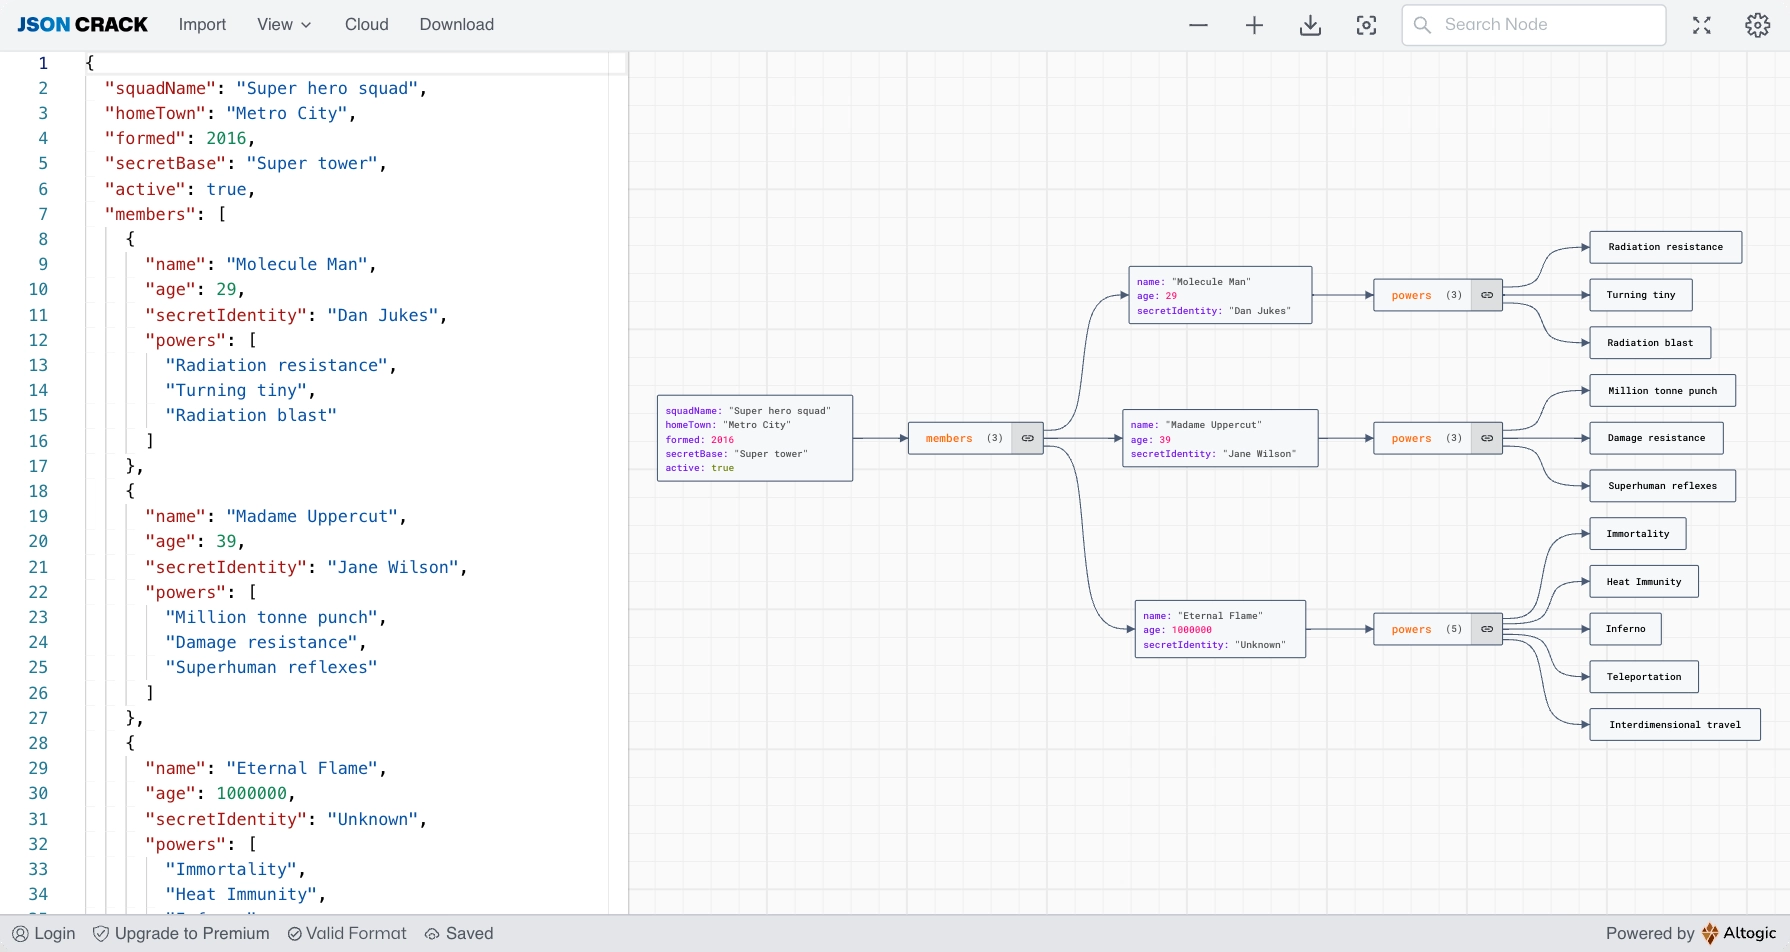 JSON CRACK Import View Cloud Download Search Node
1 {
2 "squadName": "Super hero squad",
3 "homeTown": "Metro City",
4 "formed": 2016,
5 "secretBase": "Super tower",
6 "active": true,
7 "members": [
8 {
9 "name": "Molecule Man",
10 "age": 29,
11 "secretIdentity": "Dan Jukes",
12 "powers": [
13 "Radiation resistance",
14 "Turning tiny",
15 "Radiation blast"
16 ]
17 },
18 {
19 "name": "Madame Uppercut",
20 "age": 39,
21 "secretIdentity": "Jane Wilson",
22 "powers": [
23 "Million tonne punch",
24 "Damage resistance",
25 "Superhuman reflexes"
26 ]
27 },
28 {
29 "name": "Eternal Flame",
30 "age": 1000000,
31 "secretIdentity": "Unknown",
32 "powers": [
33 "Immortality",
34 "Heat Immunity",
squadName: "Super hero squad"
homeTown: "Metro City"
formed: 2016
secretBase: "Super tower"
active: true
members (3)
name: "Molecule Man"
age: 29
secretIdentity: "Dan Jukes"
powers (3)
Radiation resistance
Turning tiny
Radiation blast
name: "Madame Uppercut"
age: 39
secretIdentity: "Jane Wilson"
powers (3)
Million tonne punch
Damage resistance
Superhuman reflexes
name: "Eternal Flame"
age: 1000000
secretIdentity: "Unknown"
powers (5)
Immortality
Heat Immunity
Inferno
Teleportation
Interdimensional travel
Login Upgrade to Premium Valid Format Saved Powered by Altogic